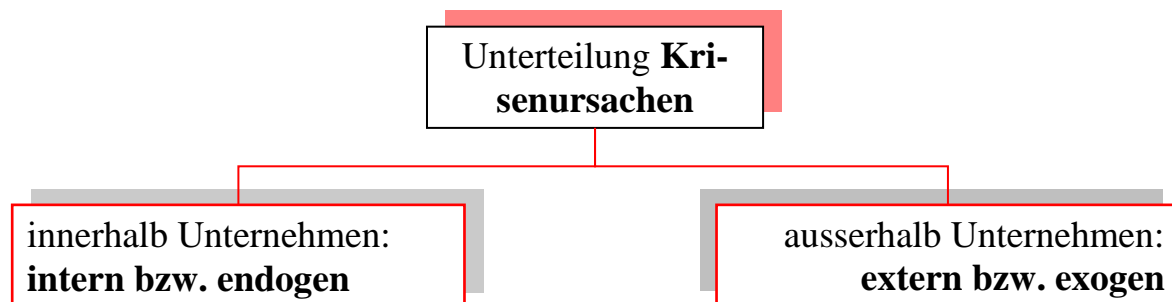 Unterteilung Kri-
senursachen
innerhalb Unternehmen:
intern bzw. endogen
ausserhalb Unternehmen:
extern bzw. exogen